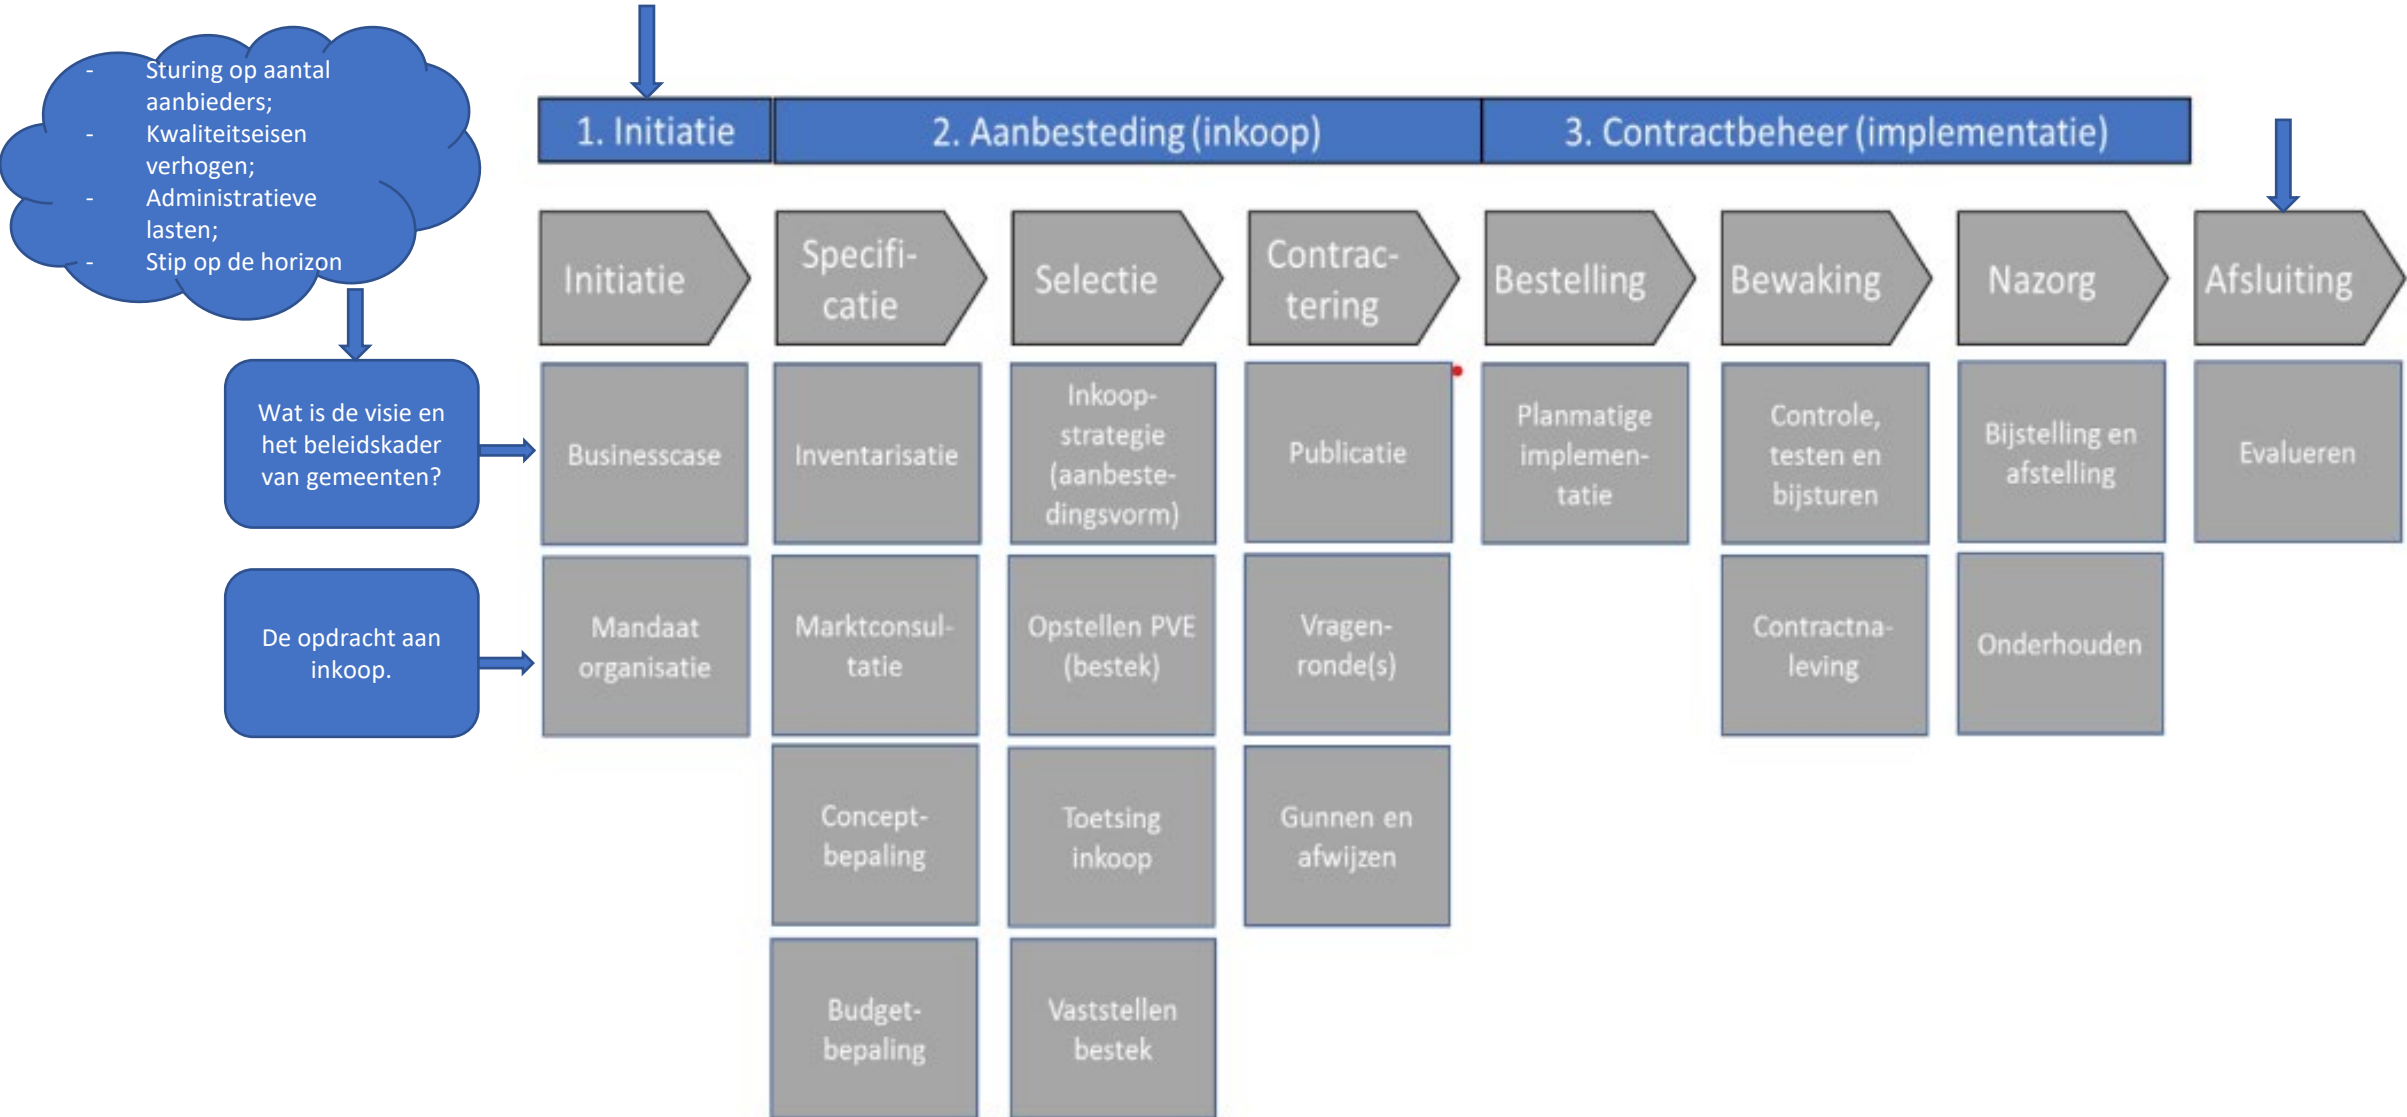 - Sturing op aantal
aanbieders;
- Kwaliteitseisen
verhogen;
- Administratieve
lasten;
- Stip op de horizon
1. Initiatie
2. Aanbesteding (inkoop)
3. Contractbeheer (implementatie)
Initiatie
Specifi-
catie
Selectie
Contrac-
tering
Bestelling
Bewaking
Nazorg
Afsluiting
Wat is de visie en
het beleidskader
van gemeenten?
Businesscase
Inventarisatie
Inkoop-
strategie
(aanbeste-
dingsvorm)
Publicatie
Planmatige
implemen-
tatie
Controle,
testen en
bijsturen
Bijstelling en
afstelling
Evalueren
De opdracht aan
inkoop.
Mandaat
organisatie
Marktconsul-
tatie
Opstellen PVE
(bestek)
Vragen-
ronde(s)
Contractna-
leving
Onderhouden
Concept-
bepaling
Toetsing
inkoop
Gunnen en
afwijzen
Budget-
bepaling
Vaststellen
bestek